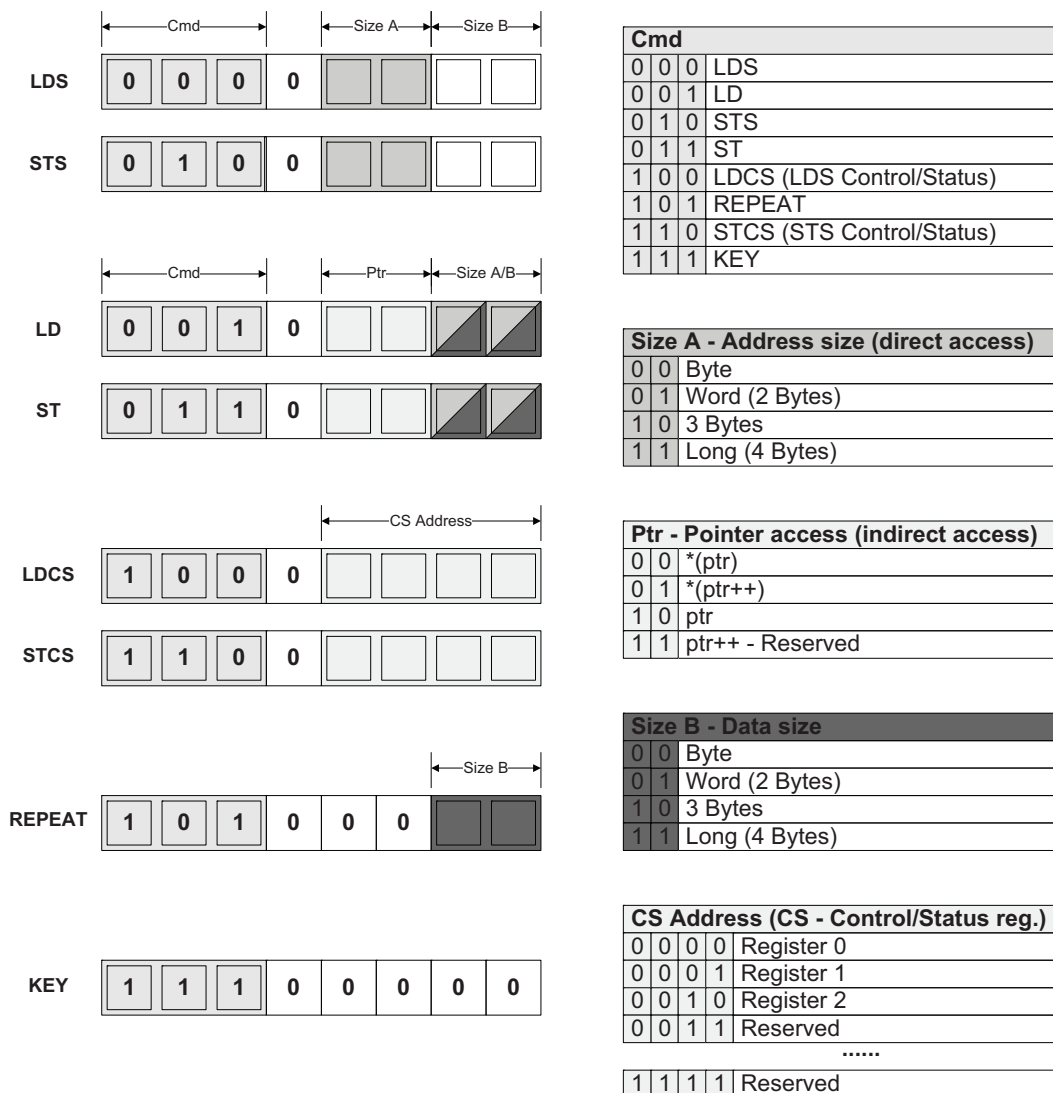 Cmd Size A Size B
LDS 0 0 0 0
STS 0 1 0 0
Cmd Ptr Size A/B
LD 0 0 1 0
ST 0 1 1 0
CS Address
LDCS 1 0 0 0
STCS 1 1 0 0
Size B
REPEAT 1 0 1 0 0 0
KEY 1 1 1 0 0 0 0 0
Cmd
0 0 0 LDS
0 0 1 LD
0 1 0 STS
0 1 1 ST
1 0 0 LDCS (LDS Control/Status)
1 0 1 REPEAT
1 1 0 STCS (STS Control/Status)
1 1 1 KEY
Size A - Address size (direct access)
0 0 Byte
0 1 Word (2 Bytes)
1 0 3 Bytes
1 1 Long (4 Bytes)
Ptr - Pointer access (indirect access)
0 0 *(ptr)
0 1 *(ptr++)
1 0 ptr
1 1 ptr++ - Reserved
Size B - Data size
0 0 Byte
0 1 Word (2 Bytes)
1 0 3 Bytes
1 1 Long (4 Bytes)
CS Address (CS - Control/Status reg.)
0 0 0 0 Register 0
0 0 0 1 Register 1
0 0 1 0 Register 2
0 0 1 1 Reserved
......
1 1 1 1 Reserved